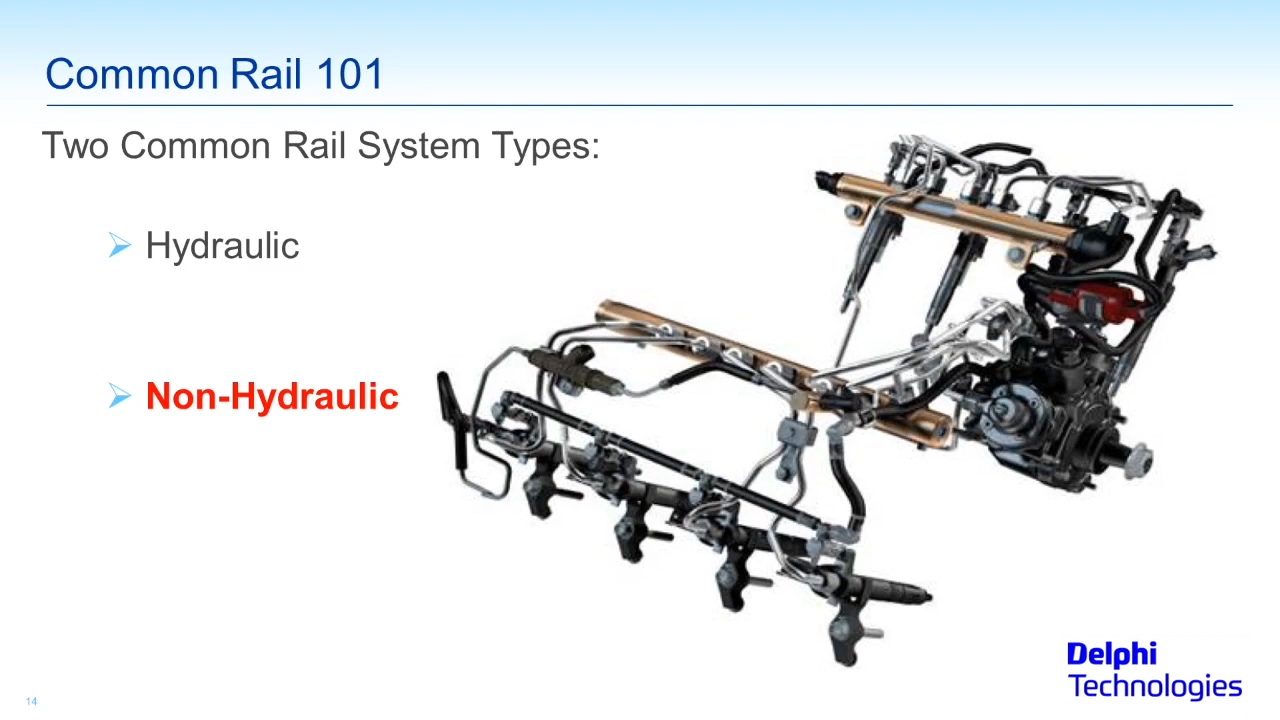 Common Rail 101
Two Common Rail System Types:
Hydraulic
Non-Hydraulic
Delphi
Technologies
14